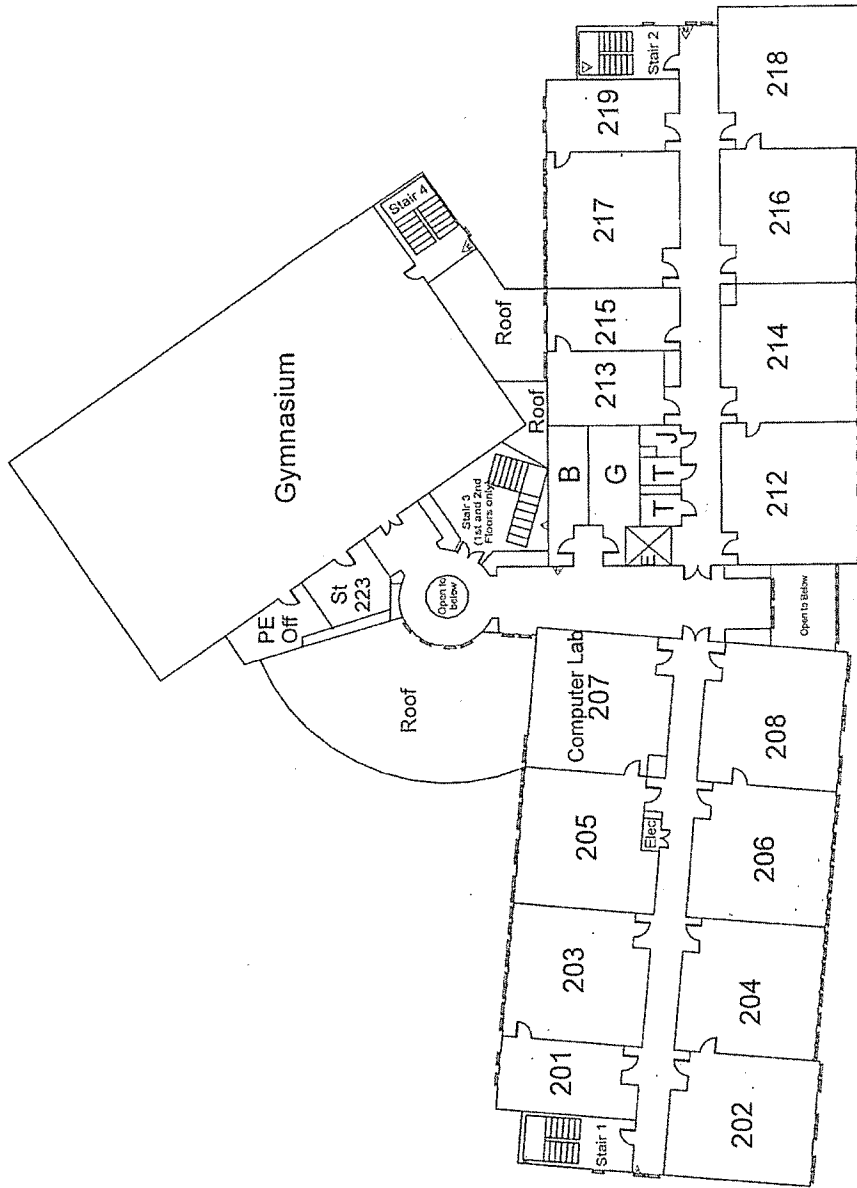 Gymnasium
Stair 4
PE
Off
St
223
Open to
below
Stair 3
(1st and 2nd
Floors only)
Roof
Roof
Roof
Stair 2
219
217
215
213
B
G
T
T
J
E
218
216
214
212
Open to Below
Computer Lab
207
205
Elec
203
201
Stair 1
208
206
204
202